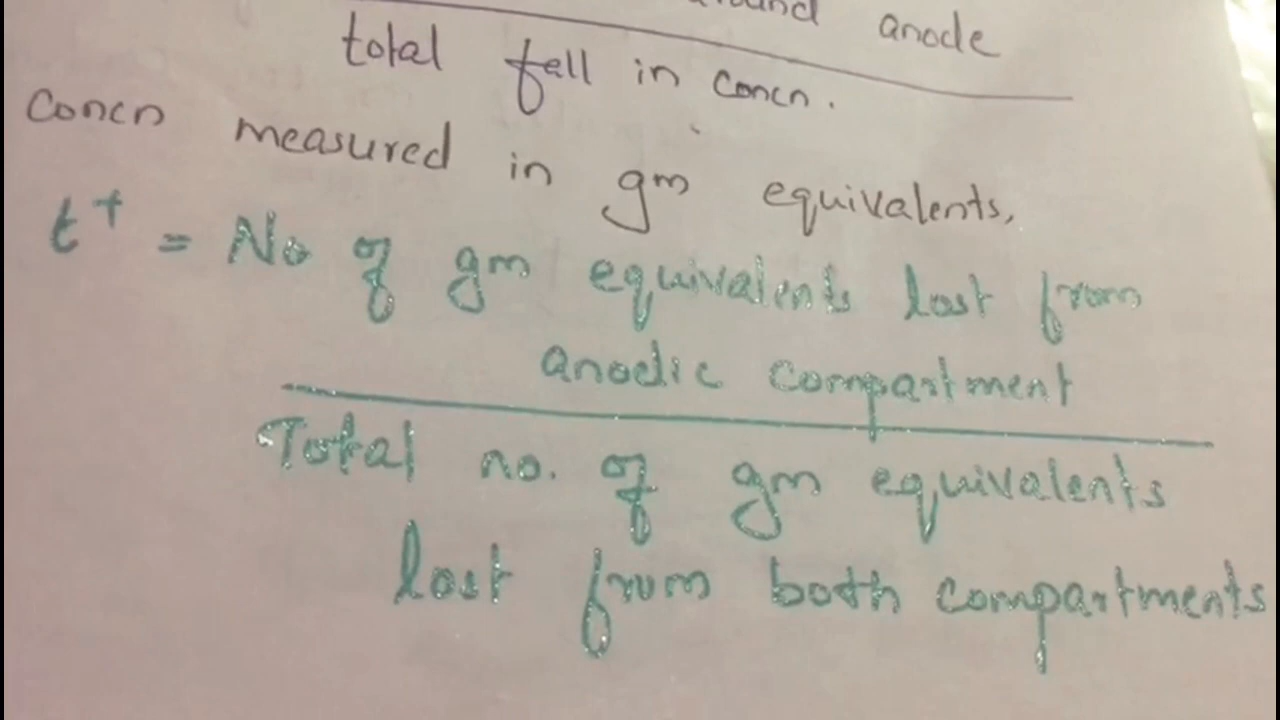 anode
total fall in concn.
concn measured in gm equivalents,
t+ = No of gm equivalents lost from
anodic compartment
Total no. of gm equivalents
lost from both compartments